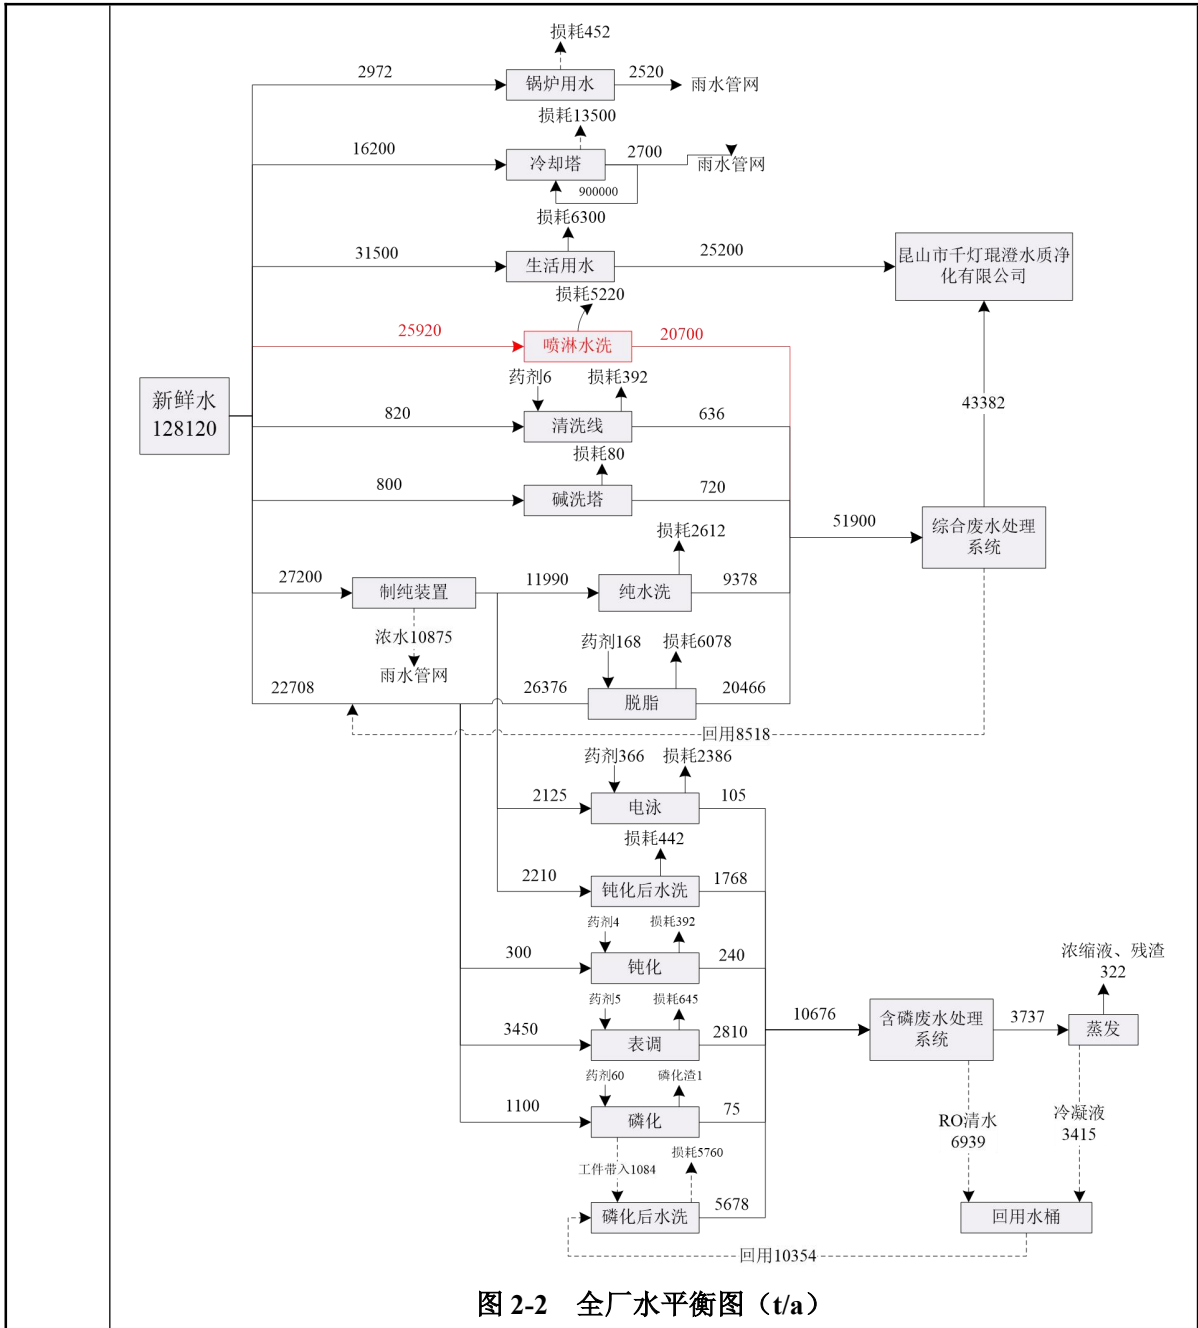 损耗452
2972
锅炉用水
2520
雨水管网
损耗13500
16200
冷却塔
2700
雨水管网
900000
损耗6300
31500
生活用水
25200
昆山市千灯琨澄水质净
化有限公司
损耗5220
25920
喷淋水洗
20700
新鲜水
128120
药剂6
损耗392
820
清洗线
636
43382
损耗80
800
碱洗塔
720
51900
综合废水处理
系统
损耗2612
27200
制纯装置
11990
纯水洗
9378
浓水10875
雨水管网
药剂168
损耗6078
22708
26376
脱脂
20466
回用8518
药剂366
损耗2386
2125
电泳
105
损耗442
2210
钝化后水洗
1768
药剂4
损耗392
300
钝化
240
浓缩液、残渣
322
药剂5
损耗645
3450
表调
2810
10676
含磷废水处理
系统
3737
蒸发
药剂60
磷化渣1
1100
磷化
75
RO清水
6939
冷凝液
3415
工件带入1084
损耗5760
磷化后水洗
5678
回用水桶
回用10354
图 2-2 全厂水平衡图（t/a）